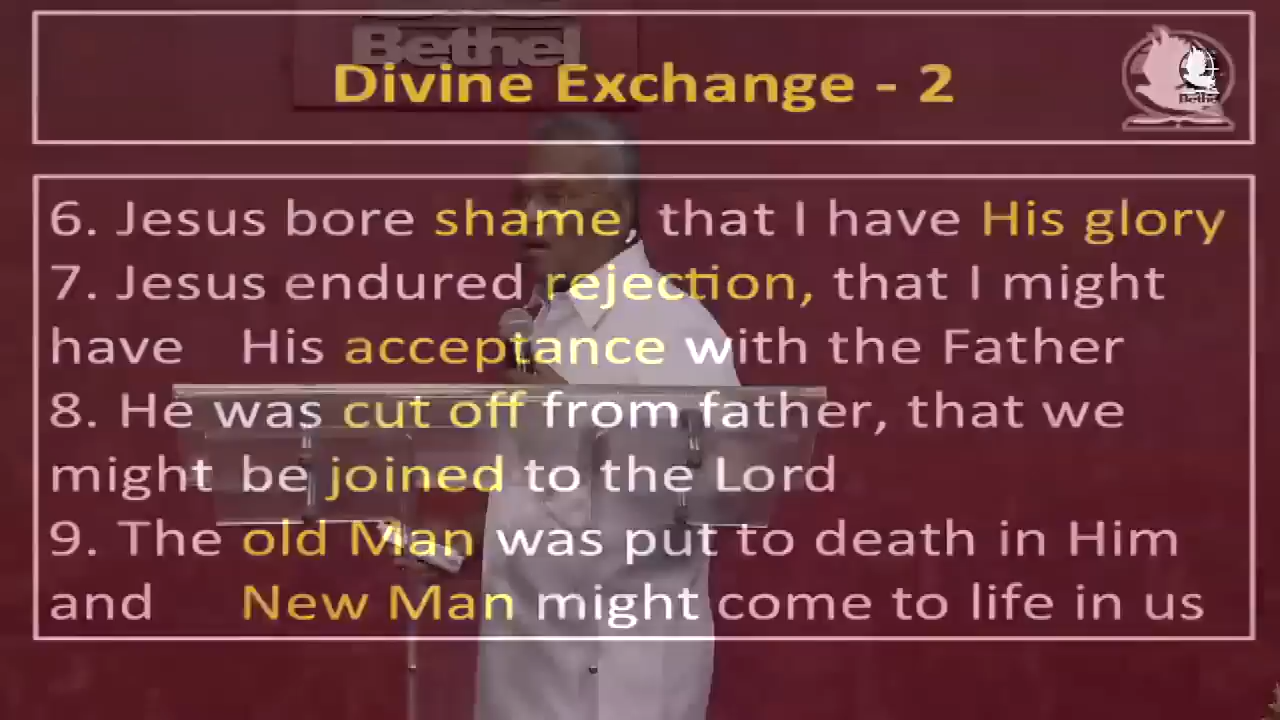 Bethel
Divine Exchange - 2
Bethel
6. Jesus bore shame, that I have His glory
7. Jesus endured rejection, that I might
have His acceptance with the Father
8. He was cut off from father, that we
might be joined to the Lord
9. The old Man was put to death in Him
and New Man might come to life in us